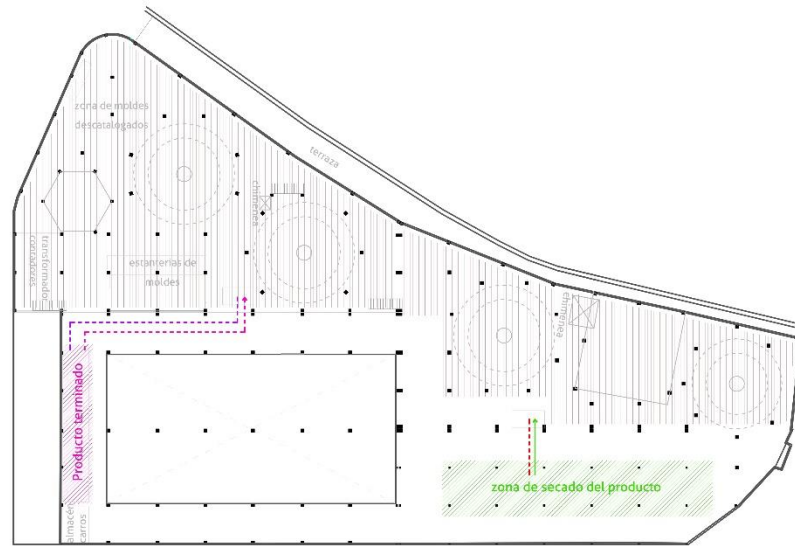 zona de moldes
descatalogados
terraza
chimenea
transformador
contadores
estanterías de
moldes
chimenea
Producto terminado
zona de secado del producto
almacén
carros